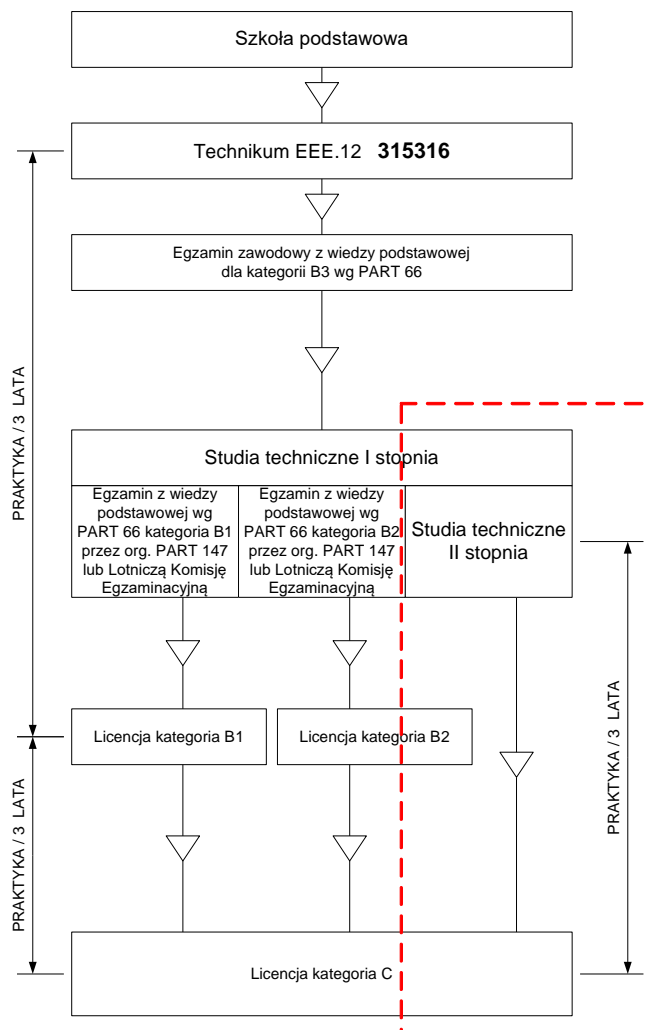 Szkoła podstawowa
Technikum EEE.12 315316
Egzamin zawodowy z wiedzy podstawowej
dla kategorii B3 wg PART 66
PRAKTYKA / 3 LATA
Studia techniczne I stopnia
Egzamin z wiedzy
podstawowej wg
PART 66 kategoria B1
przez org. PART 147
lub Lotniczą Komisję
Egzaminacyjną
Egzamin z wiedzy
podstawowej wg
PART 66 kategoria B2
przez org. PART 147
lub Lotniczą Komisję
Egzaminacyjną
Studia techniczne
II stopnia
Licencja kategoria B1
Licencja kategoria B2
PRAKTYKA / 3 LATA
PRAKTYKA / 3 LATA
Licencja kategoria C